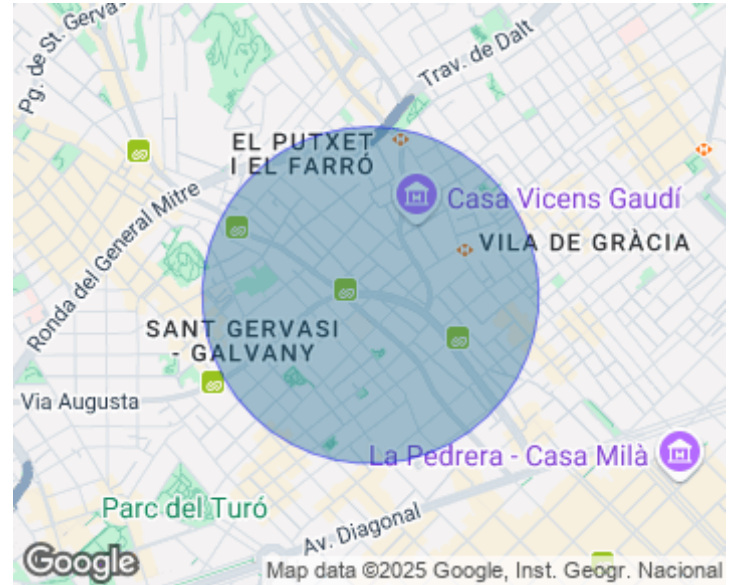 Pg. de St. Gervasi
Trav. de Dalt
EL PUTXET
I EL FARRÓ
Casa Vicens Gaudí
Ronda del General Mitre
VILA DE GRÀCIA
SANT GERVASI
- GALVANY
Via Augusta
La Pedrera - Casa Milà
Parc del Turó
Av. Diagonal
Google
Map data ©2025 Google, Inst. Geogr. Nacional